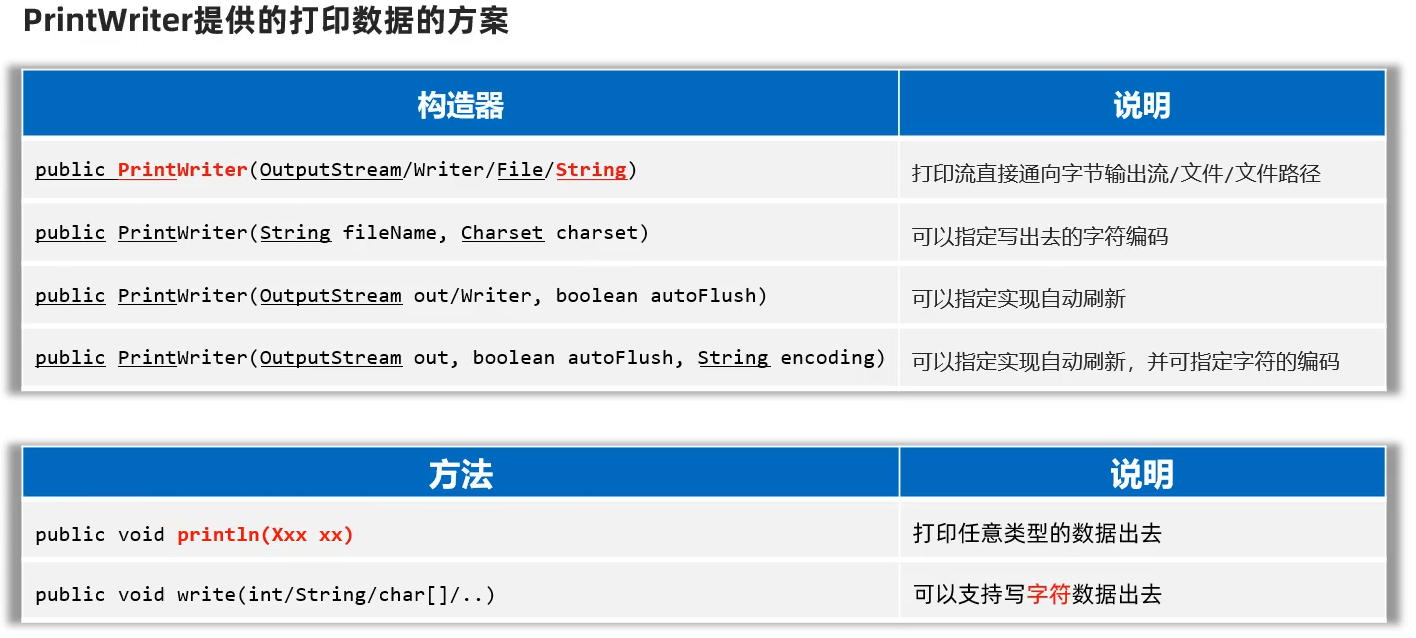 PrintWriter提供的打印数据的方案
构造器 说明
public PrintWriter(OutputStream/Writer/File/String) 打印流直接通向字节输出流/文件/文件路径
public PrintWriter(String fileName, Charset charset) 可以指定写出去的字符编码
public PrintWriter(OutputStream out/Writer, boolean autoFlush) 可以指定实现自动刷新
public PrintWriter(OutputStream out, boolean autoFlush, String encoding) 可以指定实现自动刷新，并可指定字符的编码
方法 说明
public void println(Xxx xx) 打印任意类型的数据出去
public void write(int/String/char[]/..) 可以支持写字符数据出去